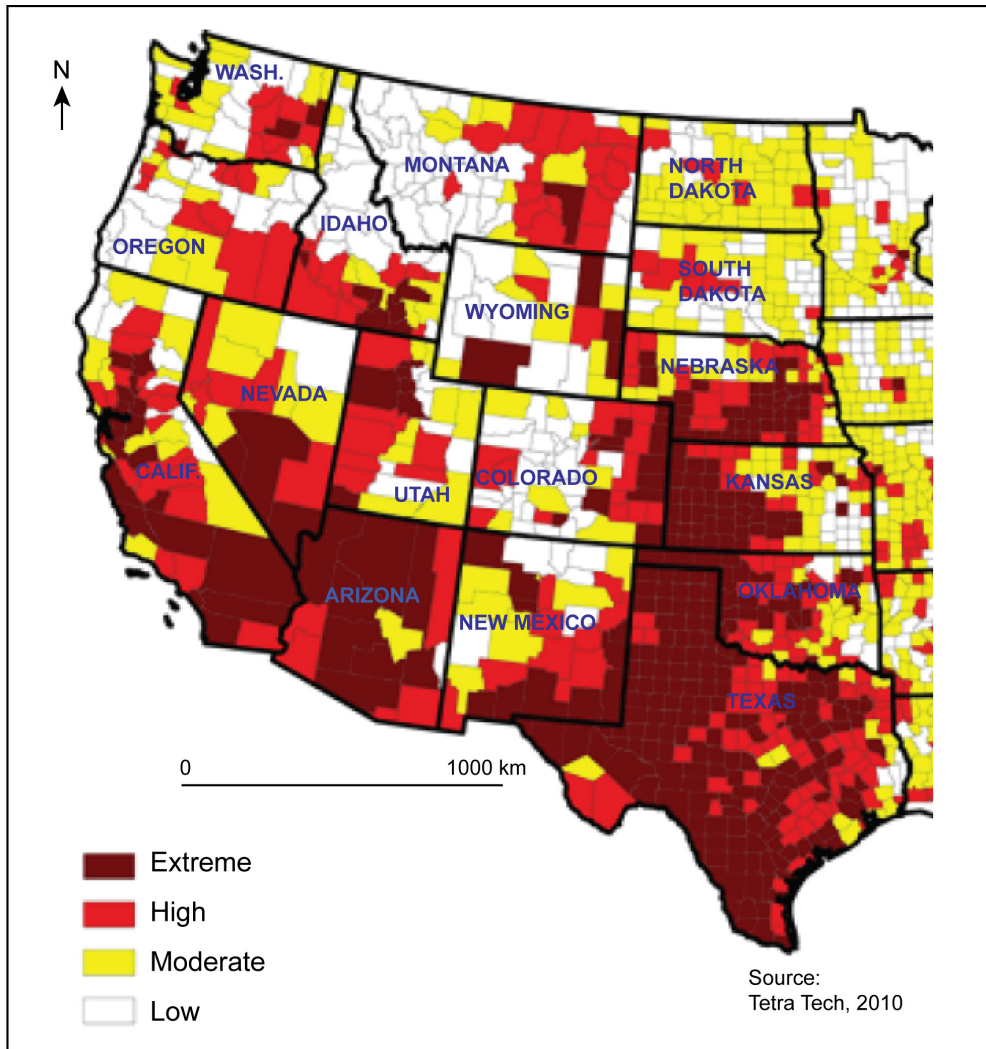 N
WASH.
MONTANA
NORTH
DAKOTA
IDAHO
OREGON
SOUTH
DAKOTA
WYOMING
NEBRASKA
NEVADA
CALIF.
UTAH
COLORADO
KANSAS
ARIZONA
NEW MEXICO
OKLAHOMA
TEXAS
0 1000 km
Extreme
High
Moderate
Low
Source:
Tetra Tech, 2010